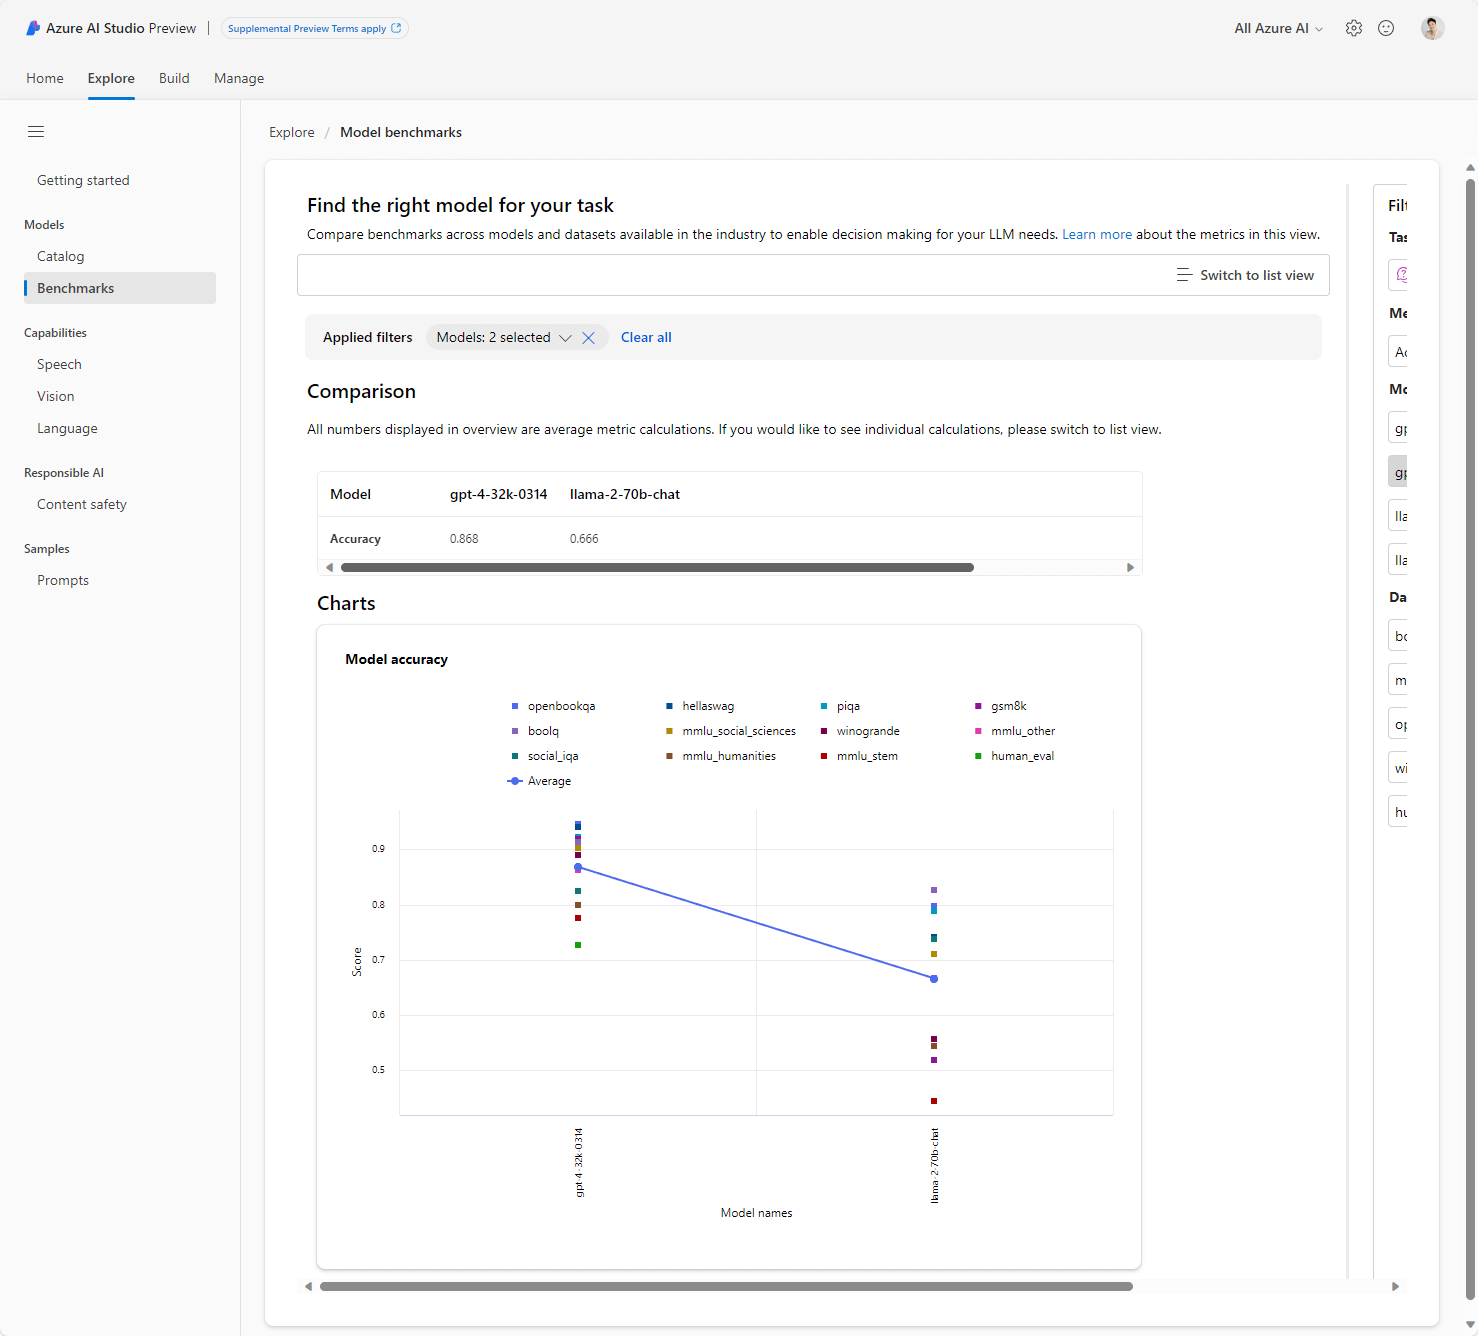 Azure AI Studio Preview | Supplemental Preview Terms apply
All Azure AI
Home Explore Build Manage
Explore / Model benchmarks
Getting started
Models
Catalog
Benchmarks
Capabilities
Speech
Vision
Language
Responsible AI
Content safety
Samples
Prompts
Find the right model for your task
Compare benchmarks across models and datasets available in the industry to enable decision making for your LLM needs. Learn more about the metrics in this view.
Switch to list view
Applied filters Models: 2 selected Clear all
Comparison
All numbers displayed in overview are average metric calculations. If you would like to see individual calculations, please switch to list view.
Model gpt-4-32k-0314 llama-2-70b-chat
Accuracy 0.868 0.666
Charts
Model accuracy
openbookqa hellaswag piqa gsm8k
boolq mmlu_social_sciences winogrande mmlu_other
social_iqa mmlu_humanities mmlu_stem human_eval
Average
0.9
0.8
0.7
0.6
0.5
Score
gpt-4-32k-0314
llama-2-70b-chat
Model names
Filt
Tas
Me
Ac
Mo
gp
gp
lla
lla
Da
bo
m
op
wi
hu